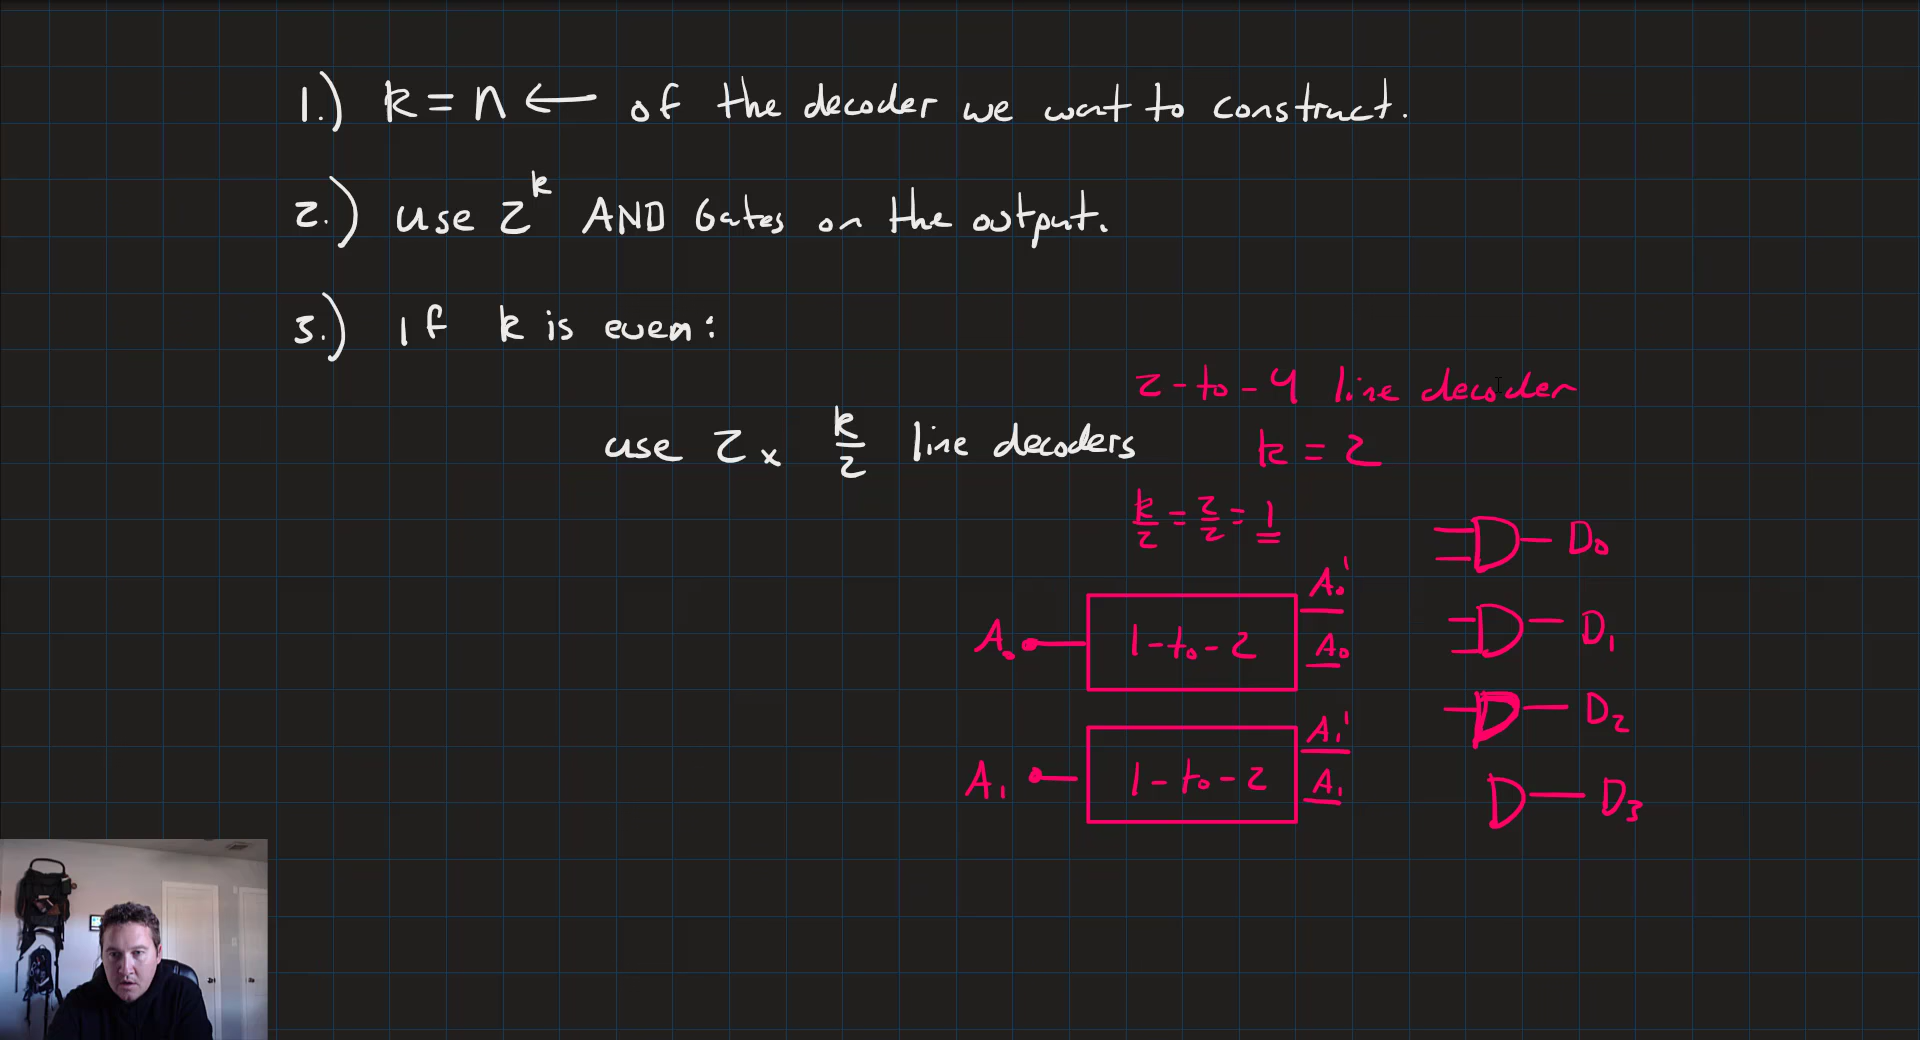 1.) k = n ← of the decoder we want to construct.
2.) use 2^k AND Gates on the output.
3.) If k is even:
2-to-4 line decoder
use 2x k/2 line decoders
k = 2
k/2 = 2/2 = 1
D0
A0'
A0 1-to-2 A0
D1
D2
A1'
A1 1-to-2 A1
D3